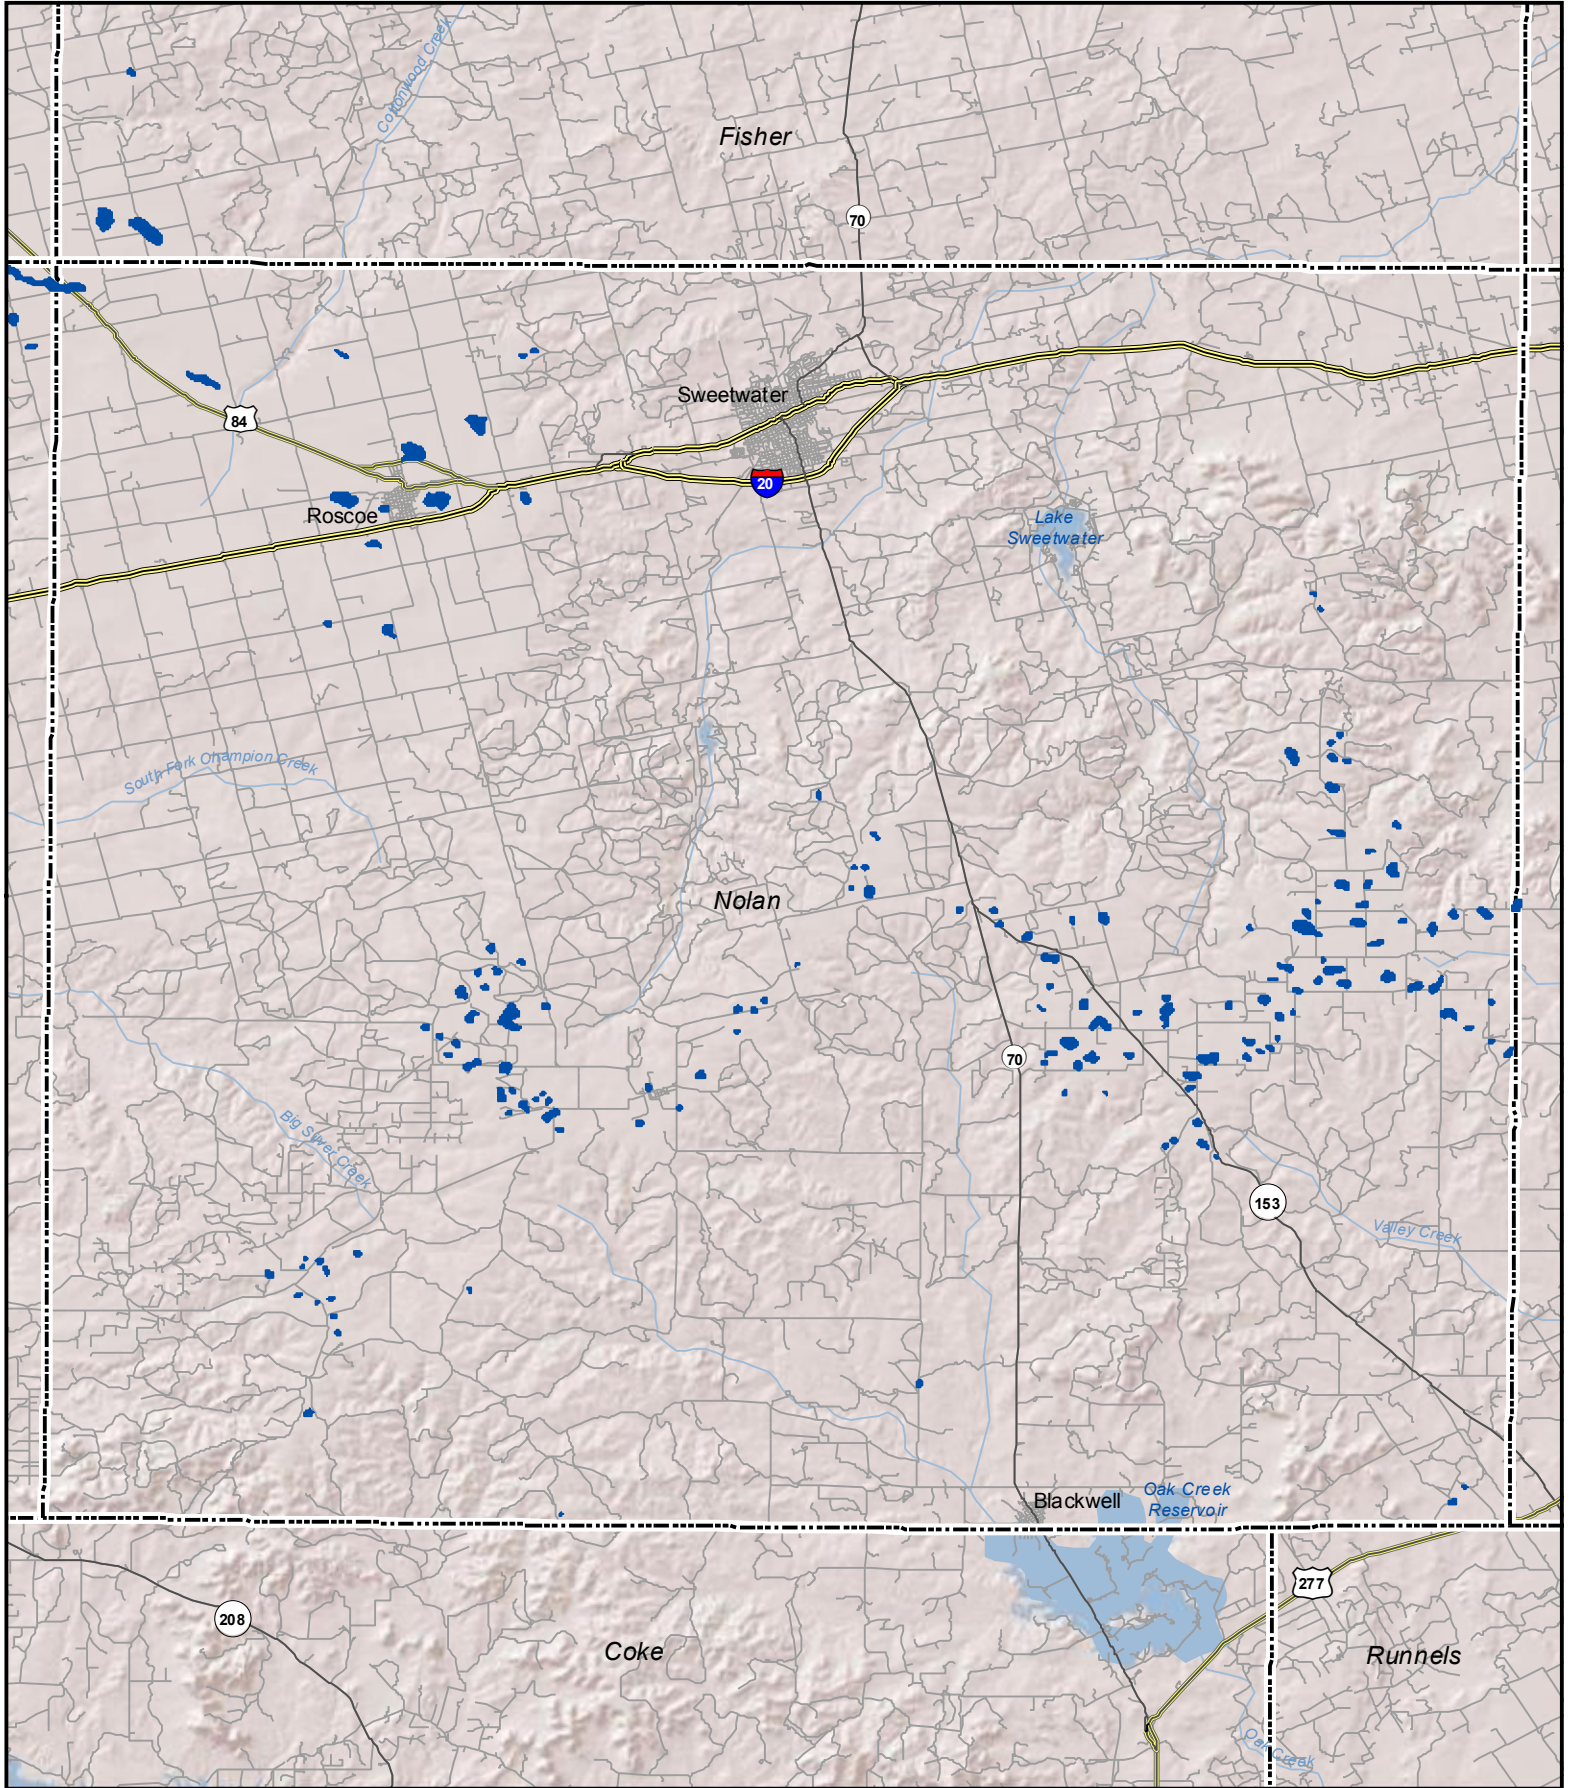 Cottonwood Creek
Fisher
70
84
Sweetwater
20
Roscoe
Lake
Sweetwater
South Fork Champion Creek
Nolan
70
Big Silver Creek
153
Valley Creek
Blackwell
Oak Creek
Reservoir
277
208
Coke
Runnels
Oak Creek